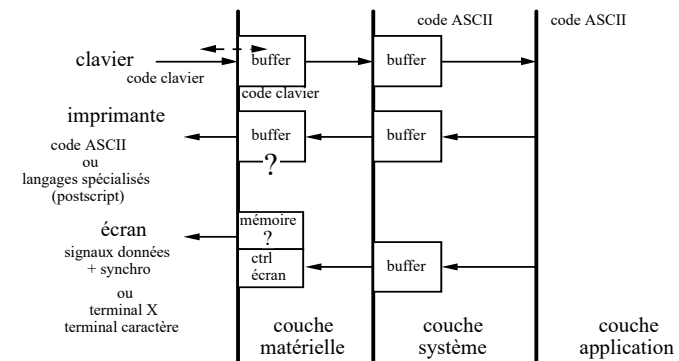 code ASCII
code ASCII
clavier
code clavier
buffer
buffer
code clavier
imprimante
code ASCII
ou
langages spécialisés
(postscript)
buffer
?
buffer
écran
signaux données
+ synchro
ou
terminal X
terminal caractère
mémoire
?
ctrl
écran
buffer
couche
matérielle
couche
système
couche
application